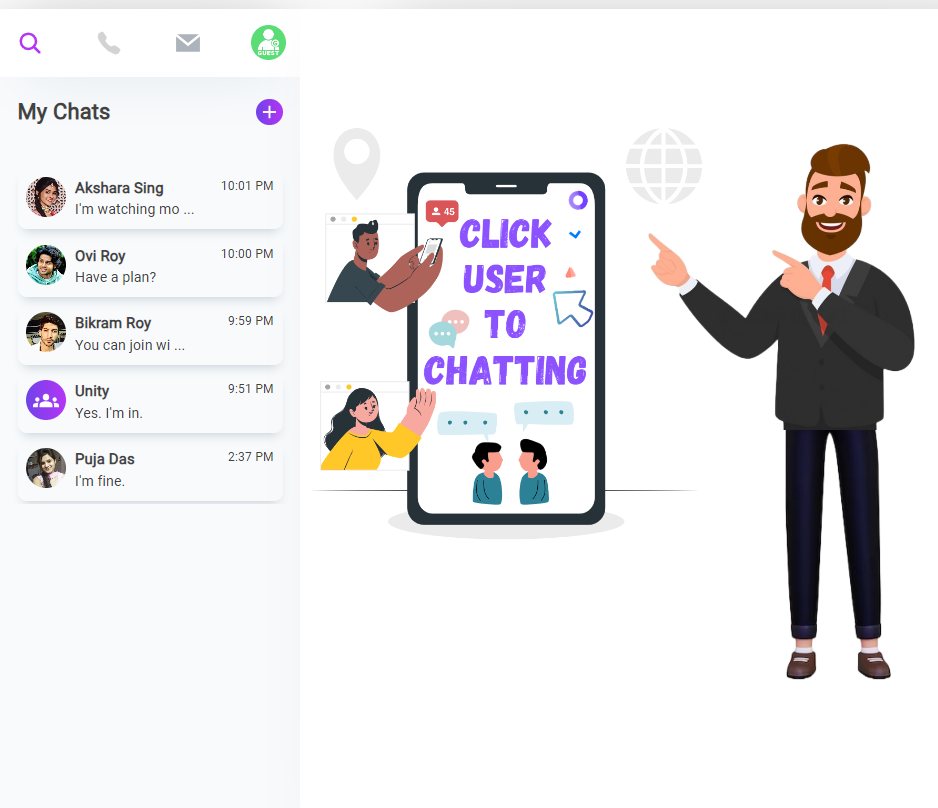 GUEST
My Chats
Akshara Sing 10:01 PM
I'm watching mo ...
Ovi Roy 10:00 PM
Have a plan?
Bikram Roy 9:59 PM
You can join wi ...
Unity 9:51 PM
Yes. I'm in.
Puja Das 2:37 PM
I'm fine.
45
CLICK
USER
TO
CHATTING